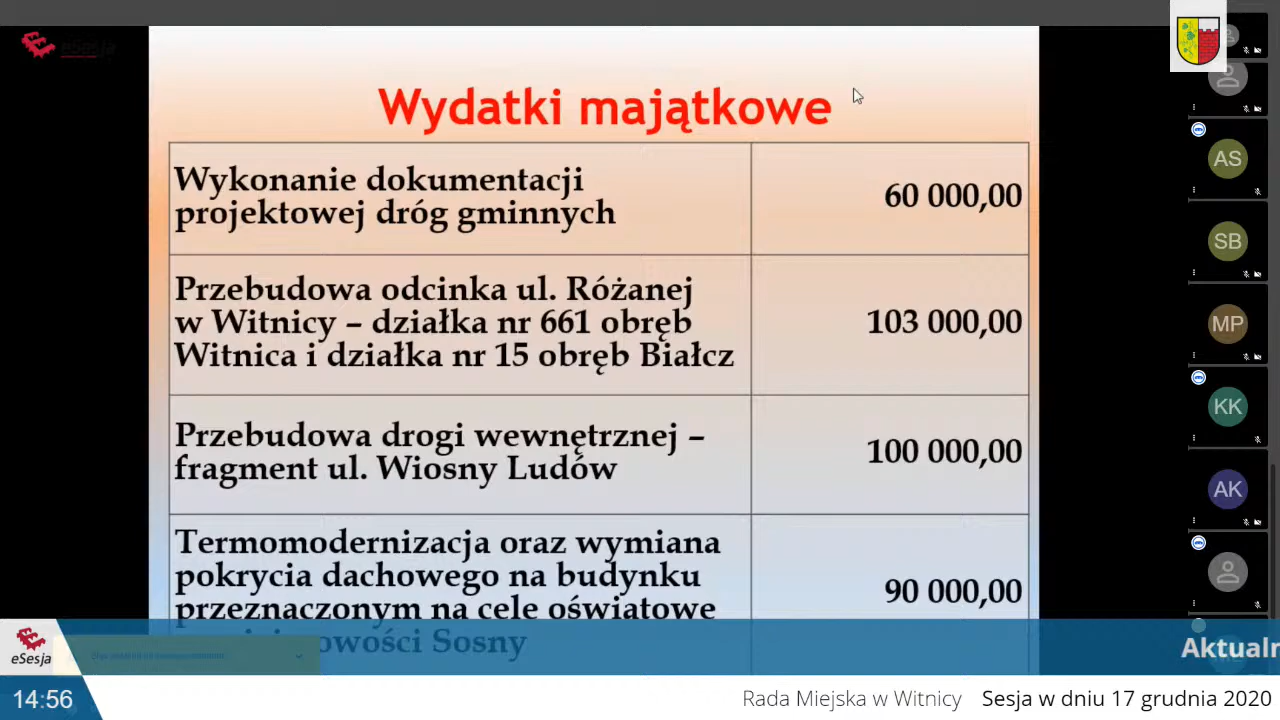 eSesja
Wydatki majątkowe
Wykonanie dokumentacji
projektowej dróg gminnych
60 000,00
Przebudowa odcinka ul. Różanej
w Witnicy – działka nr 661 obręb
Witnica i działka nr 15 obręb Białcz
103 000,00
Przebudowa drogi wewnętrznej –
fragment ul. Wiosny Ludów
100 000,00
Termomodernizacja oraz wymiana
pokrycia dachowego na budynku
przeznaczonym na cele oświatowe
Sosny
90 000,00
AS
SB
MP
KK
AK
eSesja
Aktualn
14:56
Rada Miejska w Witnicy Sesja w dniu 17 grudnia 2020